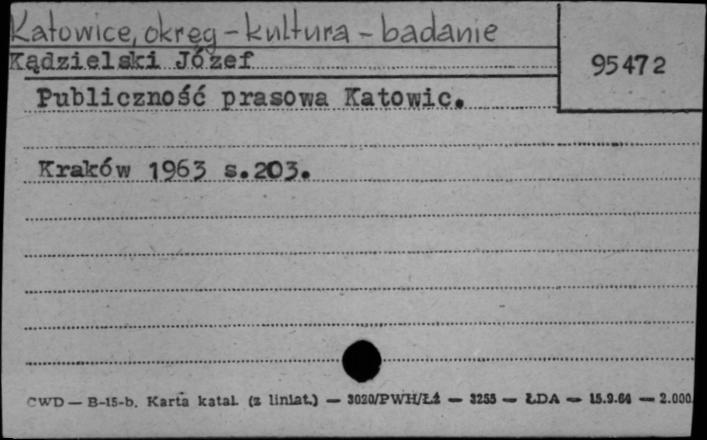 Katowice, okręg - kultura - badanie
Kądzielski Józef
95472
Publiczność prasowa Katowic.
Kraków 1963 s.203.
CWD — B-15-b. Karta katal. (z liniat.) — 3020/PWH/Łź — 3255 — ŁDA — 15.9.64 — 2.000